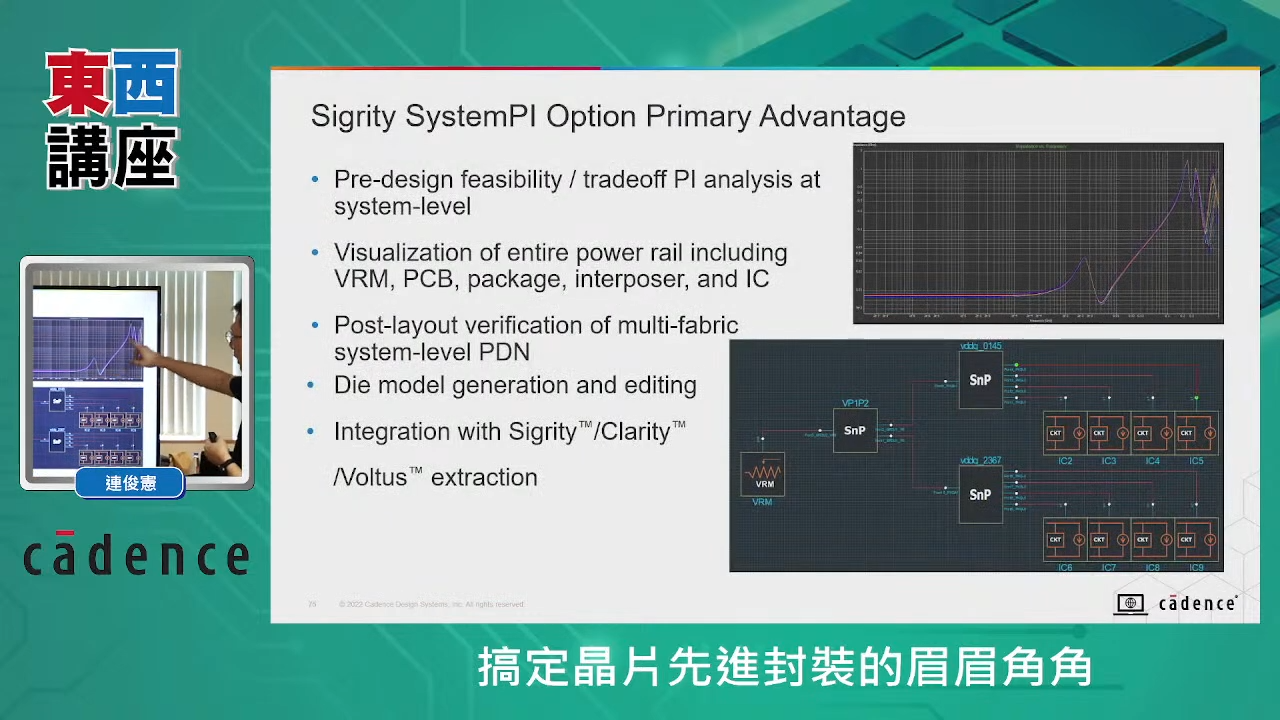 東西
講座
Sigrity SystemPI Option Primary Advantage
• Pre-design feasibility / tradeoff PI analysis at
system-level
• Visualization of entire power rail including
VRM, PCB, package, interposer, and IC
• Post-layout verification of multi-fabric
system-level PDN
• Die model generation and editing
• Integration with Sigrity™/Clarity™
/Voltus™ extraction
vddq_0145
SnP
VP1P2
SnP
CKT CKT CKT CKT
IC2 IC3 IC4 IC5
vddq_2367
VRM
VRM
SnP
CKT CKT CKT CKT
IC6 IC7 IC8 IC9
連俊憲
cādence
© 2022 Cadence Design Systems, Inc. All rights reserved.
cādence®
搞定晶片先進封裝的眉眉角角